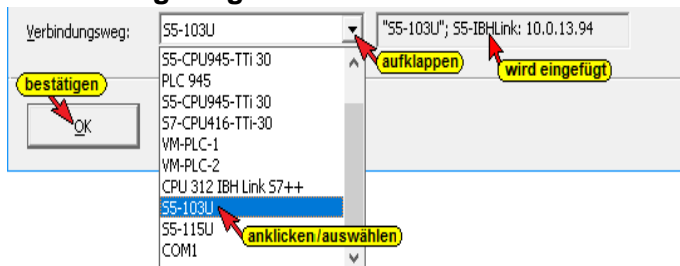 Verbindungsweg:
S5-103U
"S5-103U"; S5-IBHLink: 10.0.13.94
aufklappen
wird eingefügt
bestätigen
OK
S5-CPU945-TTi 30
PLC 945
S5-CPU945-TTi 30
S7-CPU416-TTi-30
VM-PLC-1
VM-PLC-2
CPU 312 IBH Link S7++
S5-103U
S5-115U
anklicken/auswählen
COM1